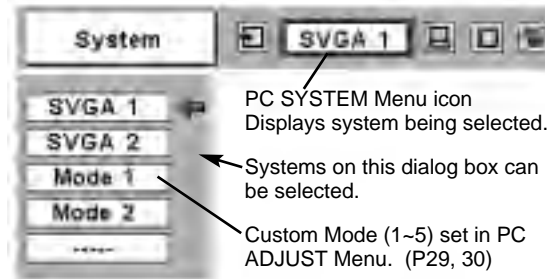 System
SVGA 1
SVGA 1
SVGA 2
Mode 1
Mode 2
-----
PC SYSTEM Menu icon
Displays system being selected.
Systems on this dialog box can
be selected.
Custom Mode (1~5) set in PC
ADJUST Menu. (P29, 30)